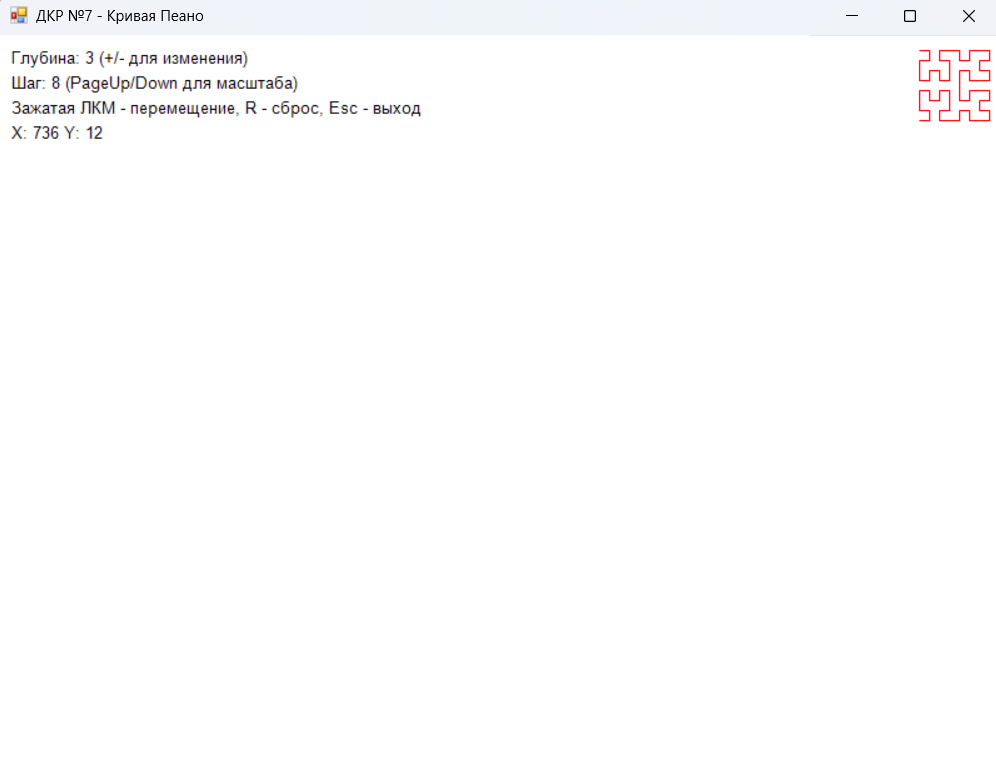 ДКР №7 - Кривая Пеано
Глубина: 3 (+/- для изменения)
Шаг: 8 (PageUp/Down для масштаба)
Зажатая ЛКМ - перемещение, R - сброс, Esc - выход
X: 736 Y: 12